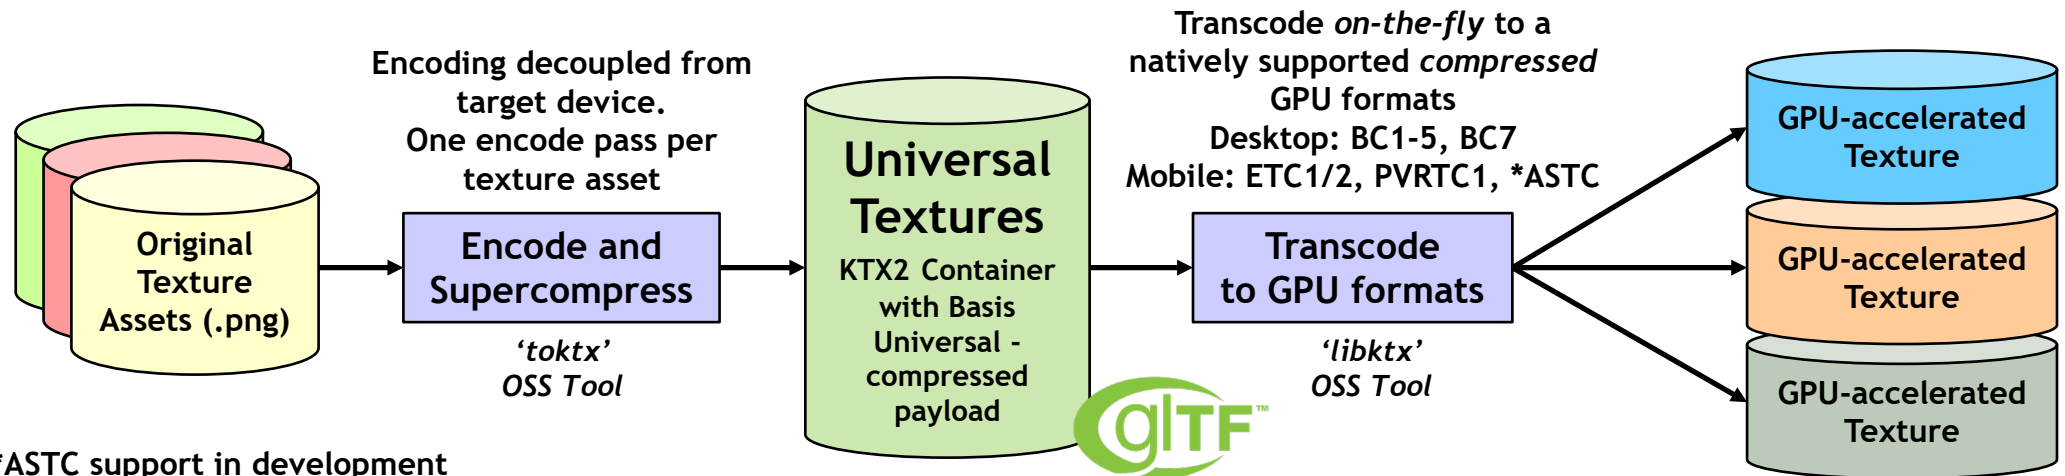 Original
Texture
Assets (.png)
Encoding decoupled from
target device.
One encode pass per
texture asset
Encode and
Supercompress
‘toktx’
OSS Tool
Universal
Textures
KTX2 Container
with Basis
Universal -
compressed
payload
glTF™
Transcode on-the-fly to a
natively supported compressed
GPU formats
Desktop: BC1-5, BC7
Mobile: ETC1/2, PVRTC1, *ASTC
Transcode
to GPU formats
‘libktx’
OSS Tool
GPU-accelerated
Texture
GPU-accelerated
Texture
GPU-accelerated
Texture
*ASTC support in development